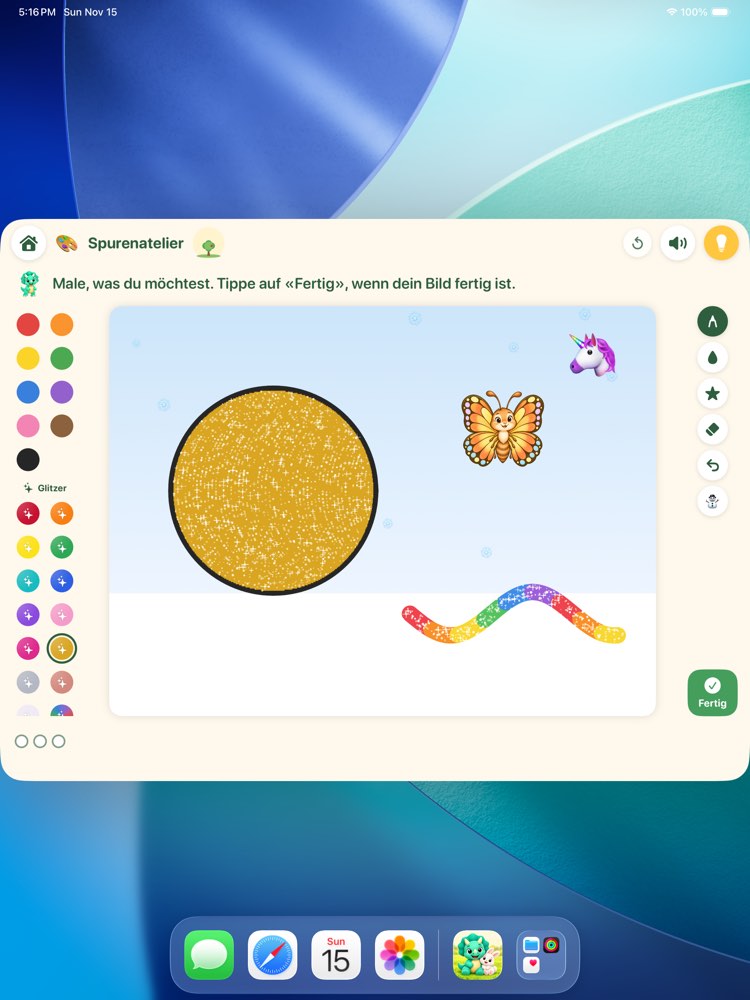 5:16 PM Sun Nov 15
100%
Spurenatelier
Male, was du möchtest. Tippe auf «Fertig», wenn dein Bild fertig ist.
Glitzer
Fertig
Sun
15